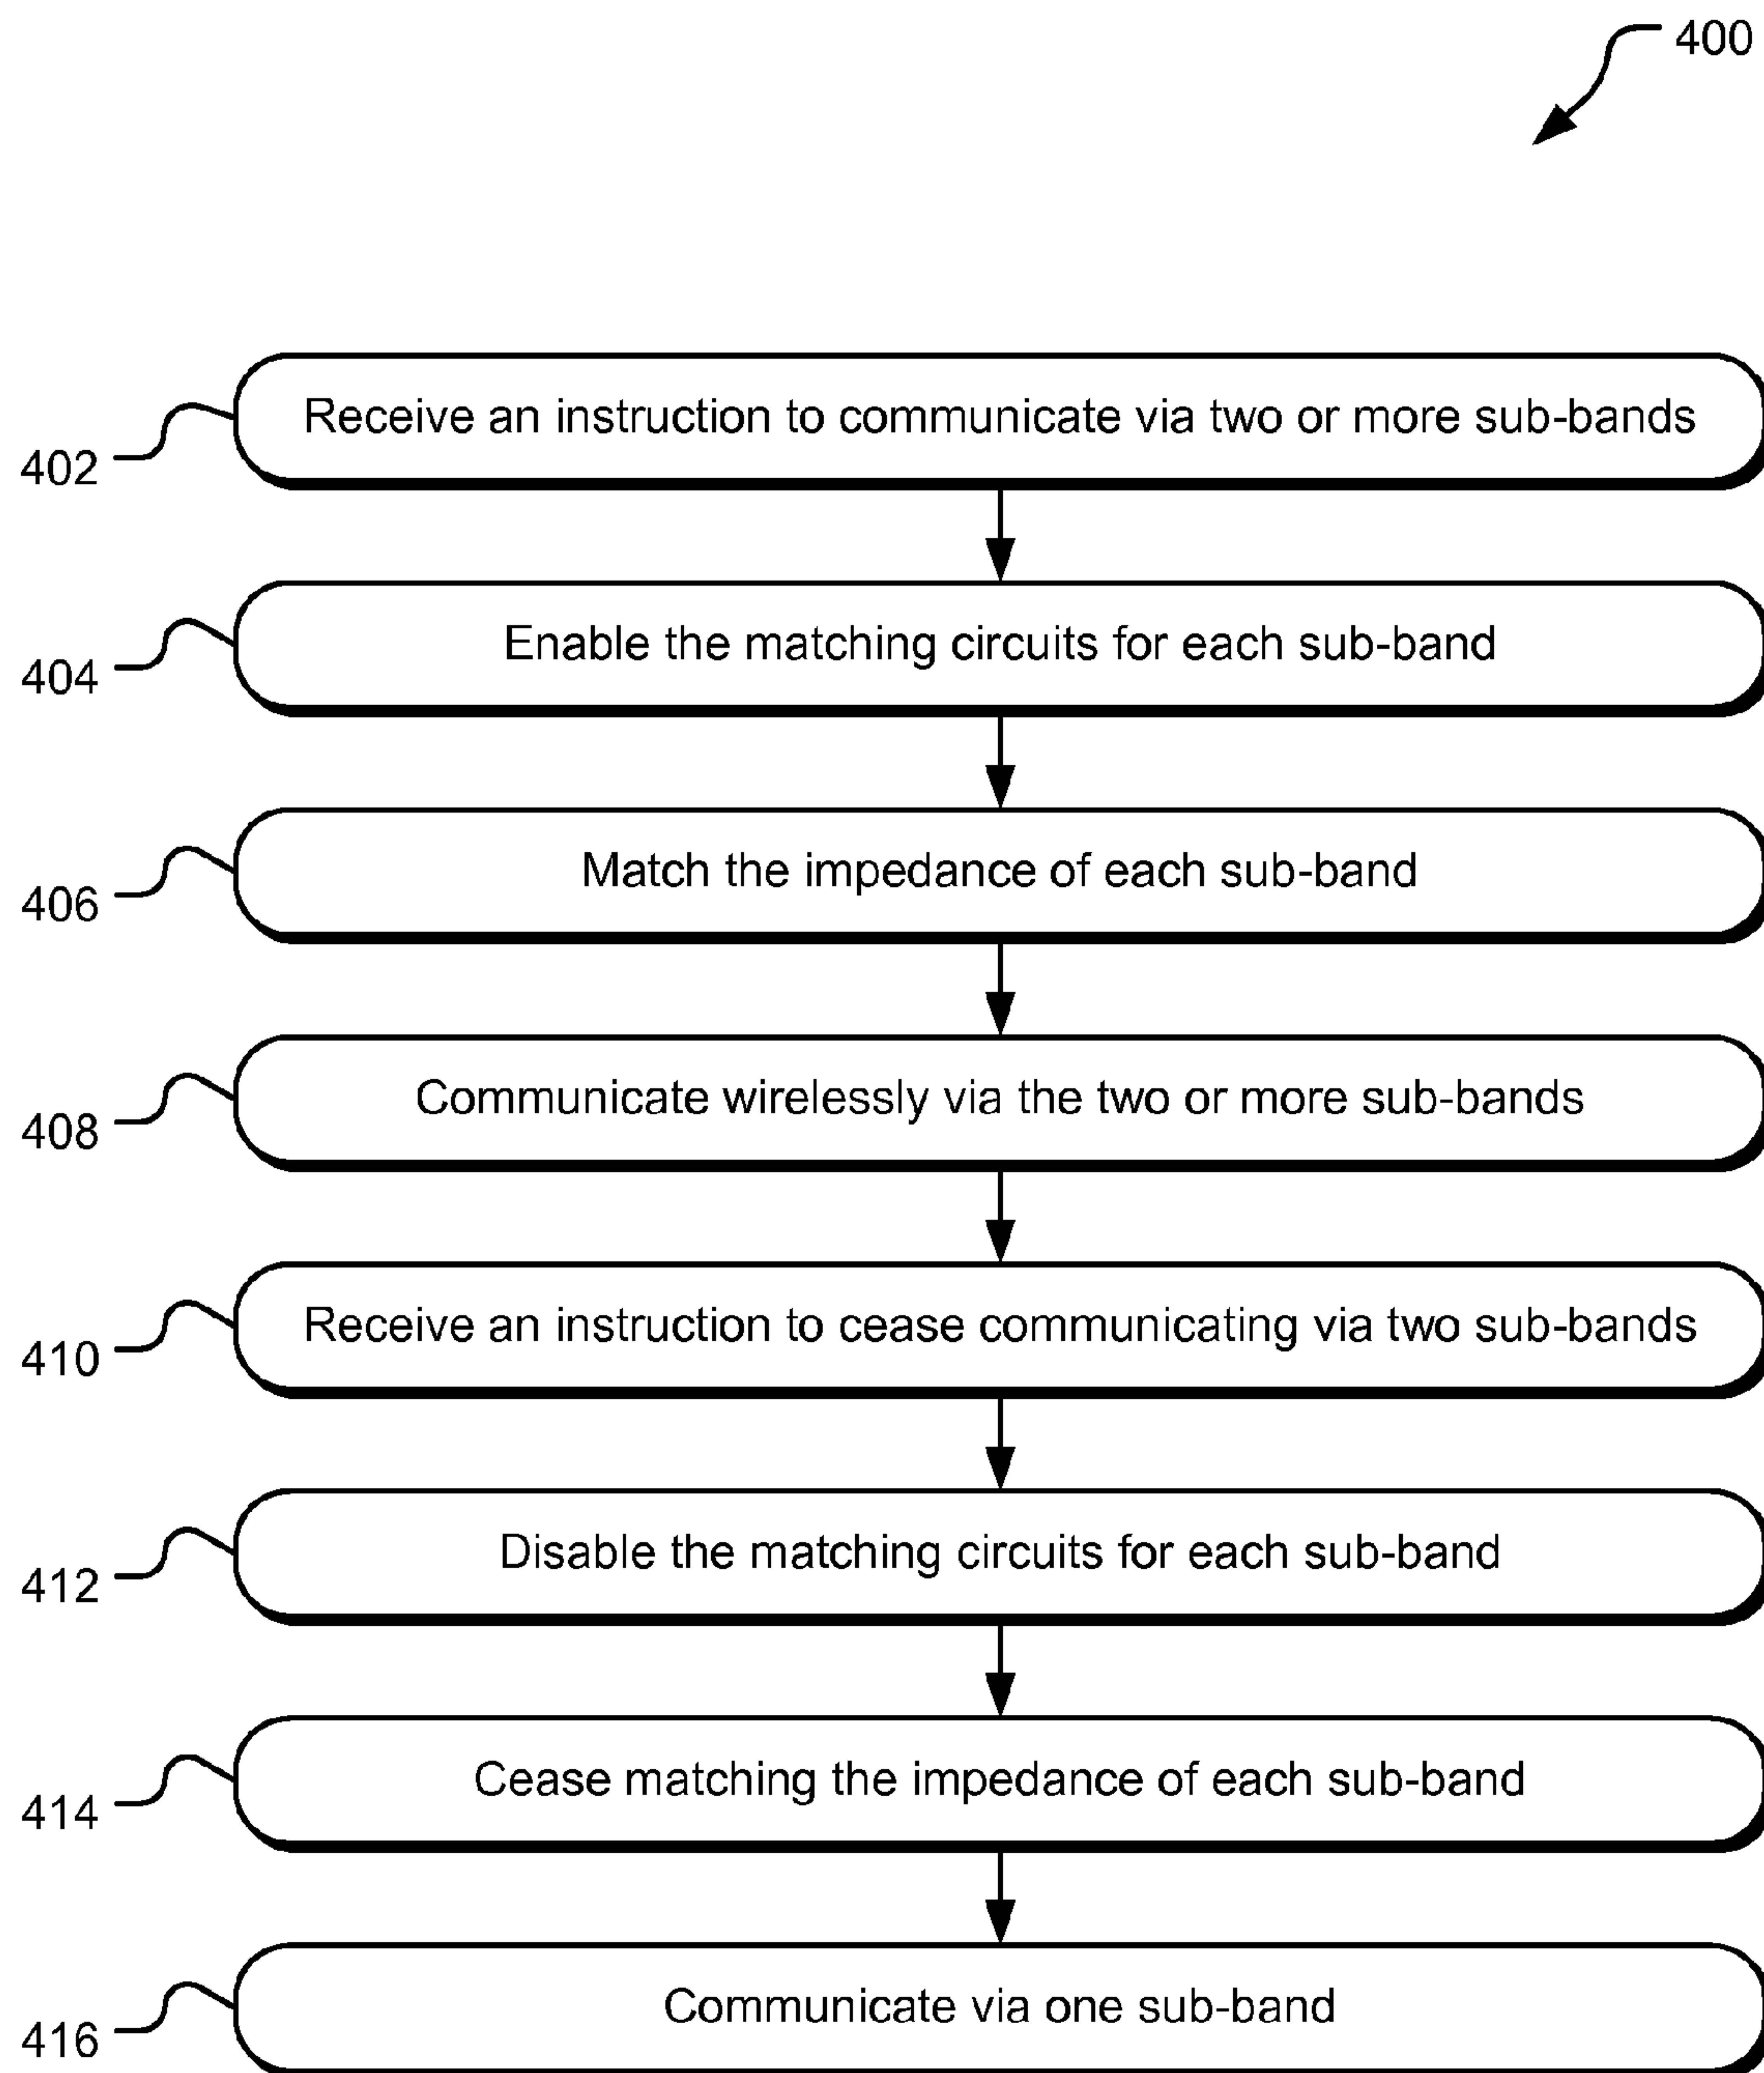 400
Receive an instruction to communicate via two or more sub-bands
402
Enable the matching circuits for each sub-band
404
Match the impedance of each sub-band
406
Communicate wirelessly via the two or more sub-bands
408
Receive an instruction to cease communicating via two sub-bands
410
Disable the matching circuits for each sub-band
412
Cease matching the impedance of each sub-band
414
Communicate via one sub-band
416